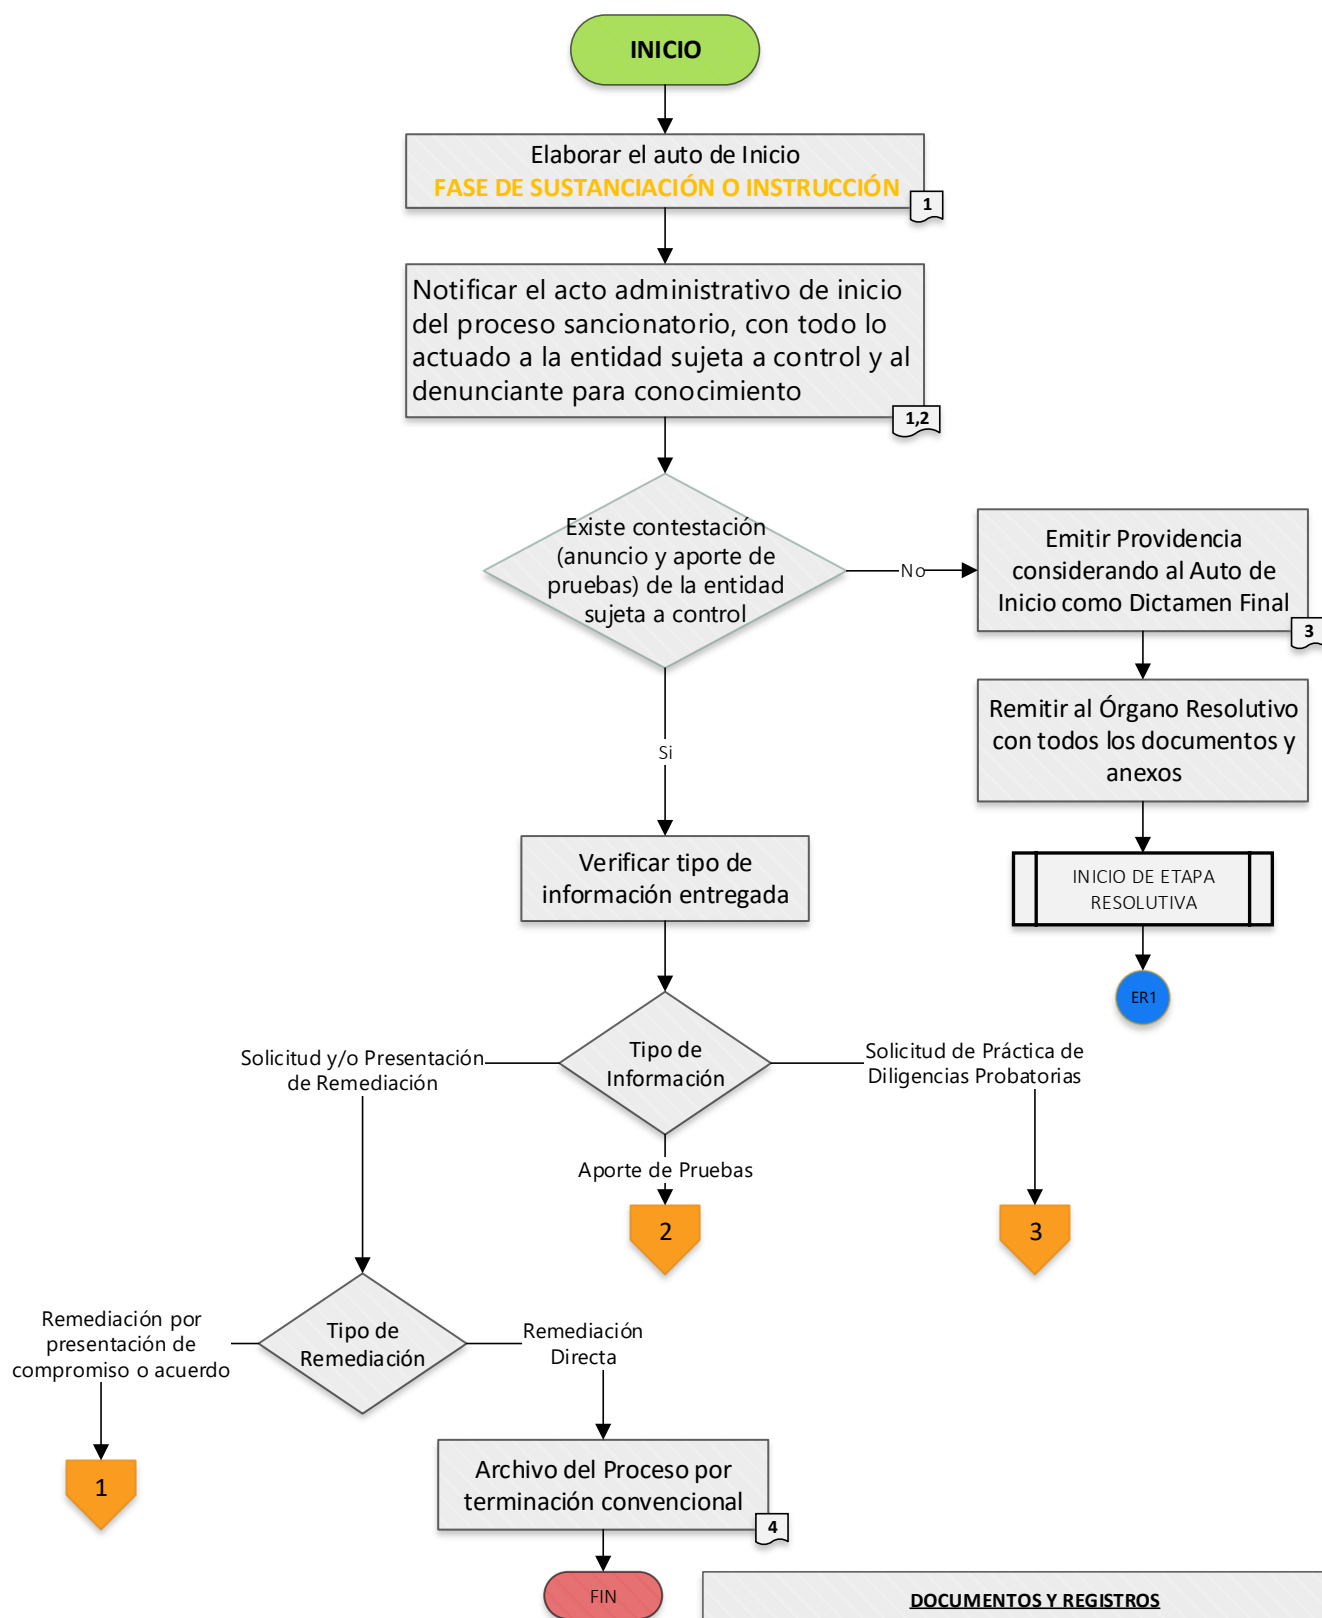 INICIO
Elaborar el auto de Inicio
FASE DE SUSTANCIACIÓN O INSTRUCCIÓN
1
Notificar el acto administrativo de inicio
del proceso sancionatorio, con todo lo
actuado a la entidad sujeta a control y al
denunciante para conocimiento
1,2
Existe contestación
(anuncio y aporte de
pruebas) de la entidad
sujeta a control
No
Emitir Providencia
considerando al Auto de
Inicio como Dictamen Final
3
Remitir al Órgano Resolutivo
con todos los documentos y
anexos
INICIO DE ETAPA
RESOLUTIVA
ER1
Si
Verificar tipo de
información entregada
Tipo de
Información
Solicitud y/o Presentación
de Remediación
Solicitud de Práctica de
Diligencias Probatorias
Aporte de Pruebas
2
3
Tipo de
Remediación
Remediación por
presentación de
compromiso o acuerdo
Remediación
Directa
1
Archivo del Proceso por
terminación convencional
4
FIN
DOCUMENTOS Y REGISTROS